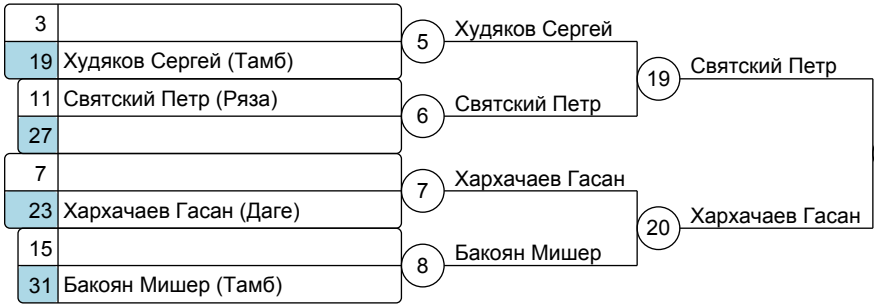 3
5 Худяков Сергей
19 Худяков Сергей (Тамб)
19 Святский Петр
11 Святский Петр (Ряза)
6 Святский Петр
27
7
7 Хархачаев Гасан
23 Хархачаев Гасан (Даге)
20 Хархачаев Гасан
15
8 Бакоян Мишер
31 Бакоян Мишер (Тамб)